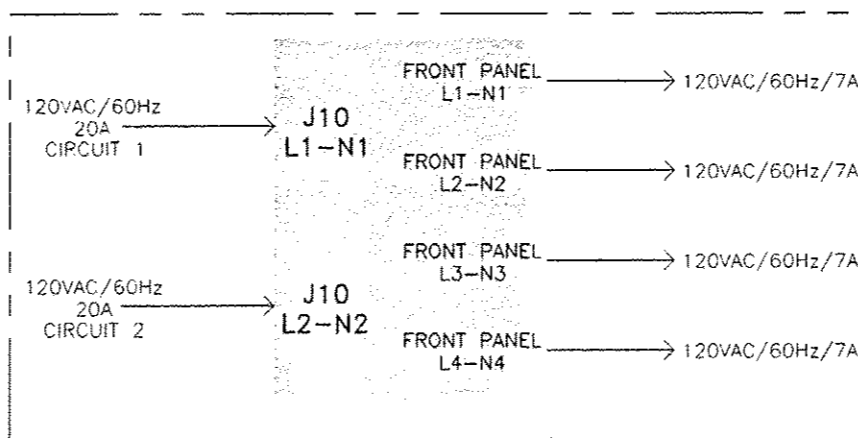 FRONT PANEL
L1-N1
120VAC/60Hz/7A
120VAC/60Hz
20A
CIRCUIT 1
J10
L1-N1
FRONT PANEL
L2-N2
120VAC/60Hz/7A
FRONT PANEL
L3-N3
120VAC/60Hz/7A
120VAC/60Hz
20A
CIRCUIT 2
J10
L2-N2
FRONT PANEL
L4-N4
120VAC/60Hz/7A